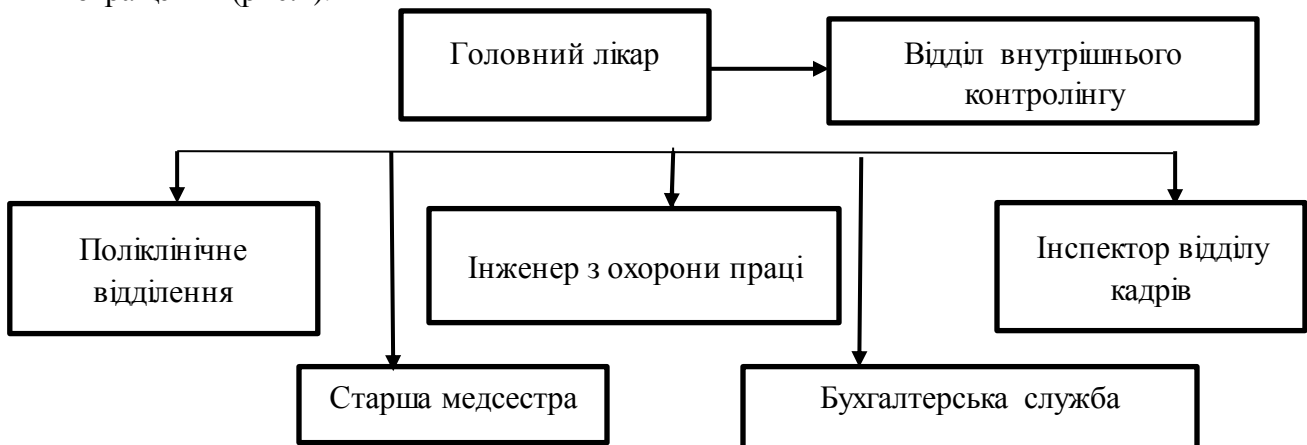 Головний лікар
Відділ внутрішнього
контролінгу
Поліклінічне
відділення
Інженер з охорони праці
Інспектор відділу
кадрів
Старша медсестра
Бухгалтерська служба